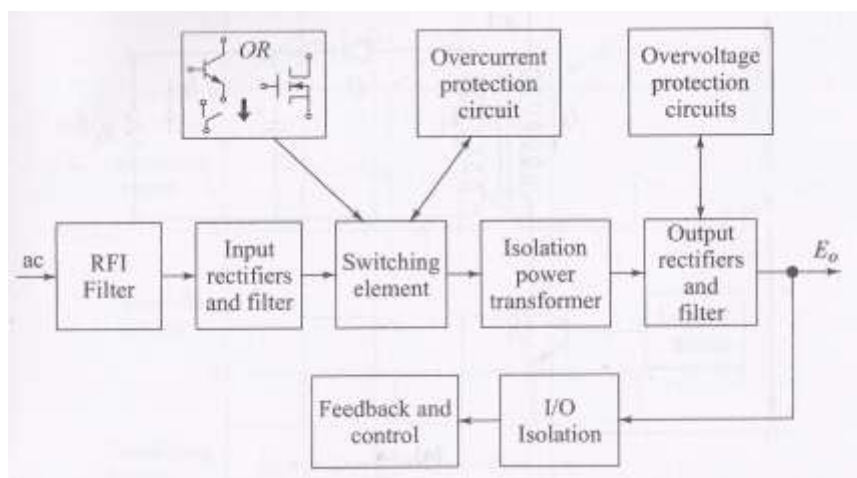 OR
Overcurrent
protection
circuit
Overvoltage
protection
circuits
ac
RFI
Filter
Input
rectifiers
and filter
Switching
element
Isolation
power
transformer
Output
rectifiers
and
filter
Eo
Feedback and
control
I/O
Isolation